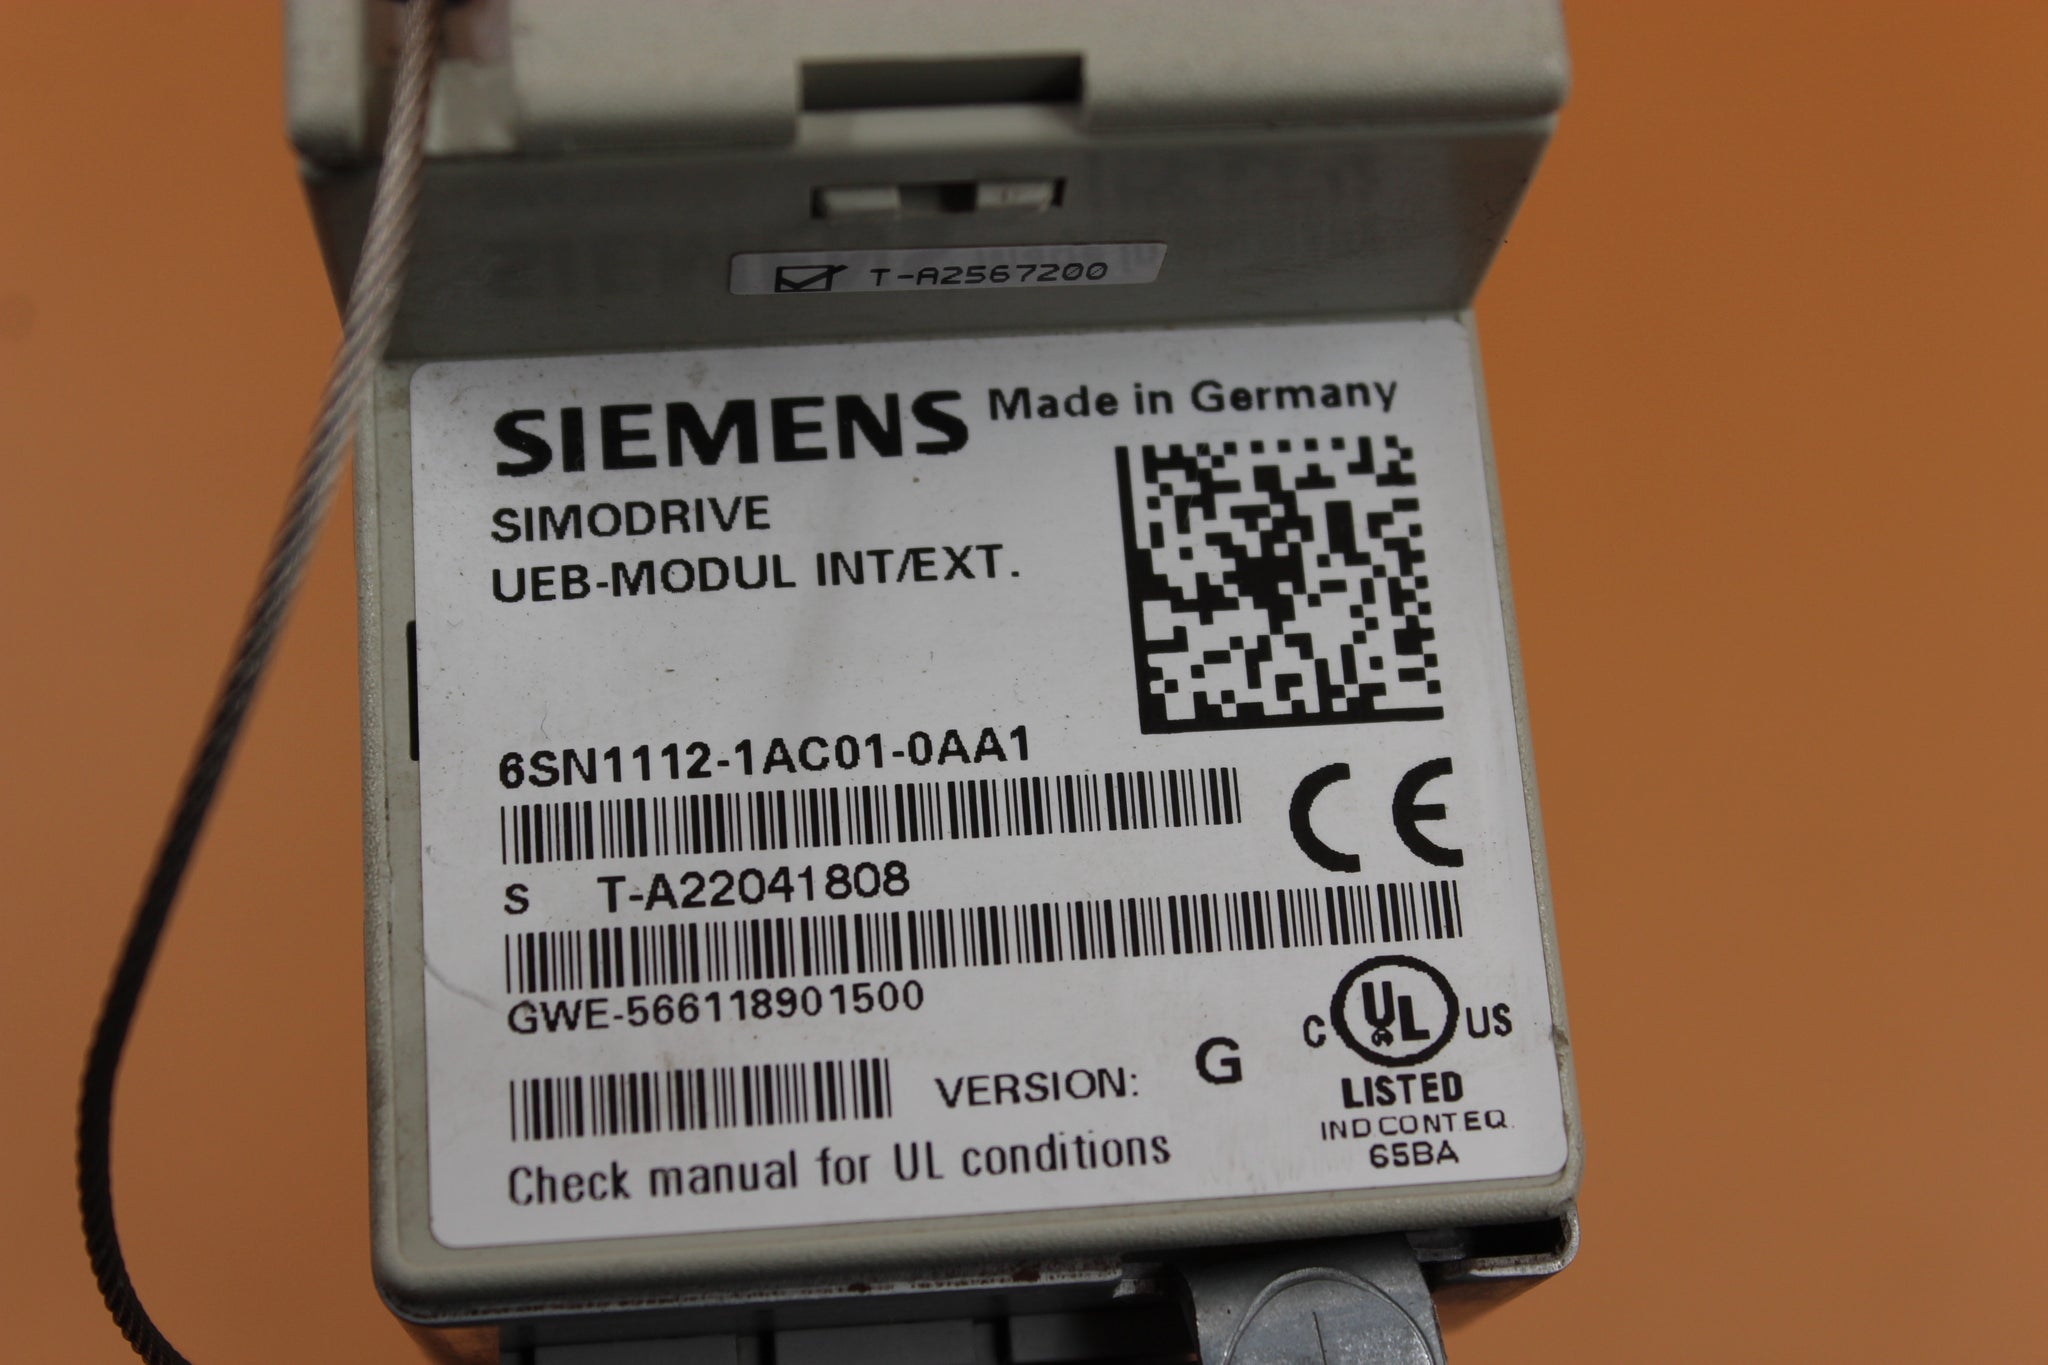 T-A2567200
SIEMENS Made in Germany
SIMODRIVE
UEB-MODUL INT/EXT.
6SN1112-1AC01-0AA1
CE
S T-A22041808
GWE-566118901500
C UL US
VERSION: G
LISTED
IND CONT EQ.
65BA
Check manual for UL conditions